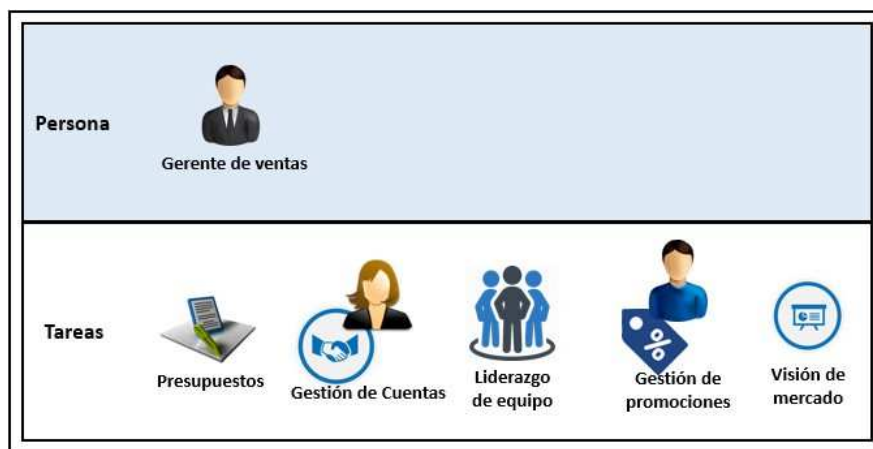 Persona
Gerente de ventas
Tareas
Presupuestos
Gestión de Cuentas
Liderazgo
de equipo
Gestión de
promociones
Visión de
mercado